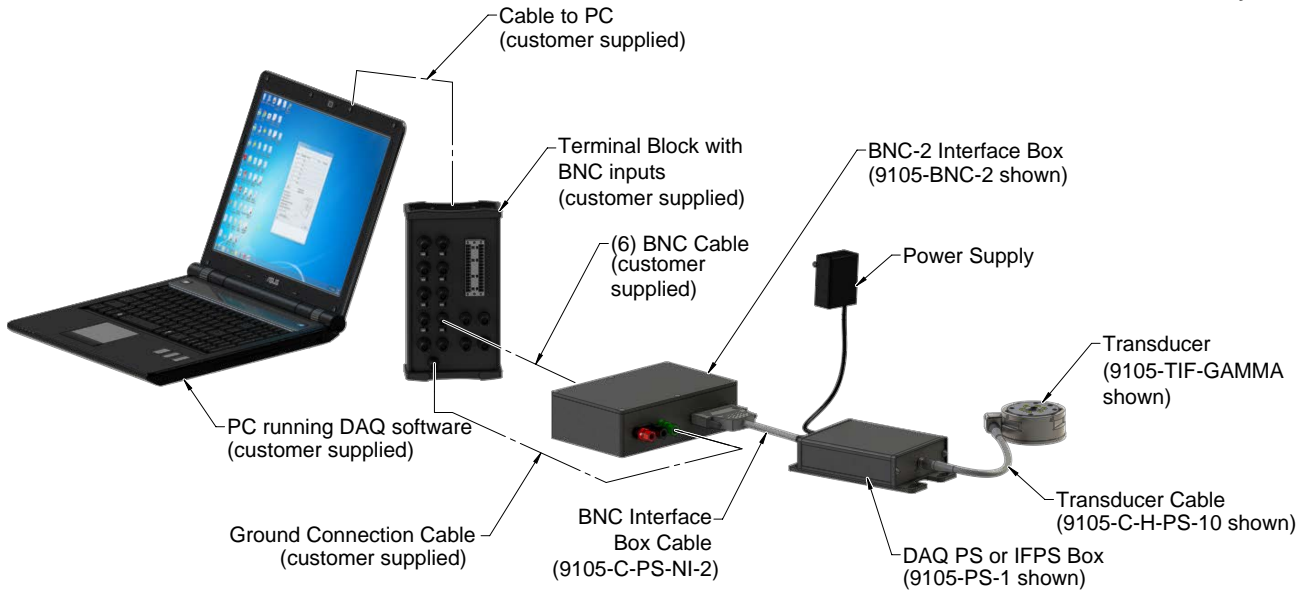 Cable to PC
(customer supplied)
Terminal Block with
BNC inputs
(customer supplied)
BNC-2 Interface Box
(9105-BNC-2 shown)
(6) BNC Cable
(customer
supplied)
Power Supply
Transducer
(9105-TIF-GAMMA
shown)
PC running DAQ software
(customer supplied)
Ground Connection Cable
(customer supplied)
BNC Interface
Box Cable
(9105-C-PS-NI-2)
Transducer Cable
(9105-C-H-PS-10 shown)
DAQ PS or IFPS Box
(9105-PS-1 shown)
ASUS